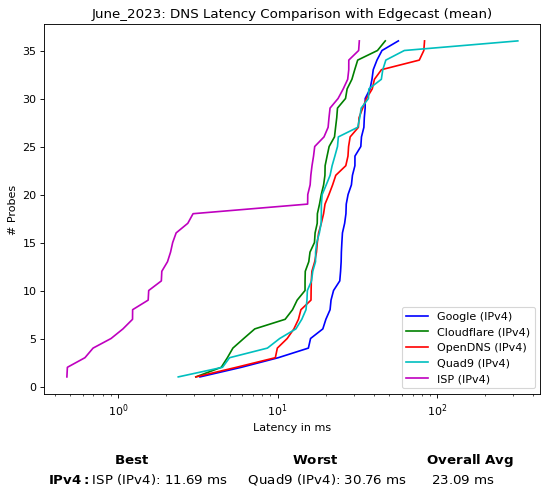 June_2023: DNS Latency Comparison with Edgecast (mean)
# Probes
35
30
25
20
15
10
5
0
Google (IPv4)
Cloudflare (IPv4)
OpenDNS (IPv4)
Quad9 (IPv4)
ISP (IPv4)
10⁰ 10¹ 10²
Latency in ms
Best Worst Overall Avg
IPv4: ISP (IPv4): 11.69 ms Quad9 (IPv4): 30.76 ms 23.09 ms